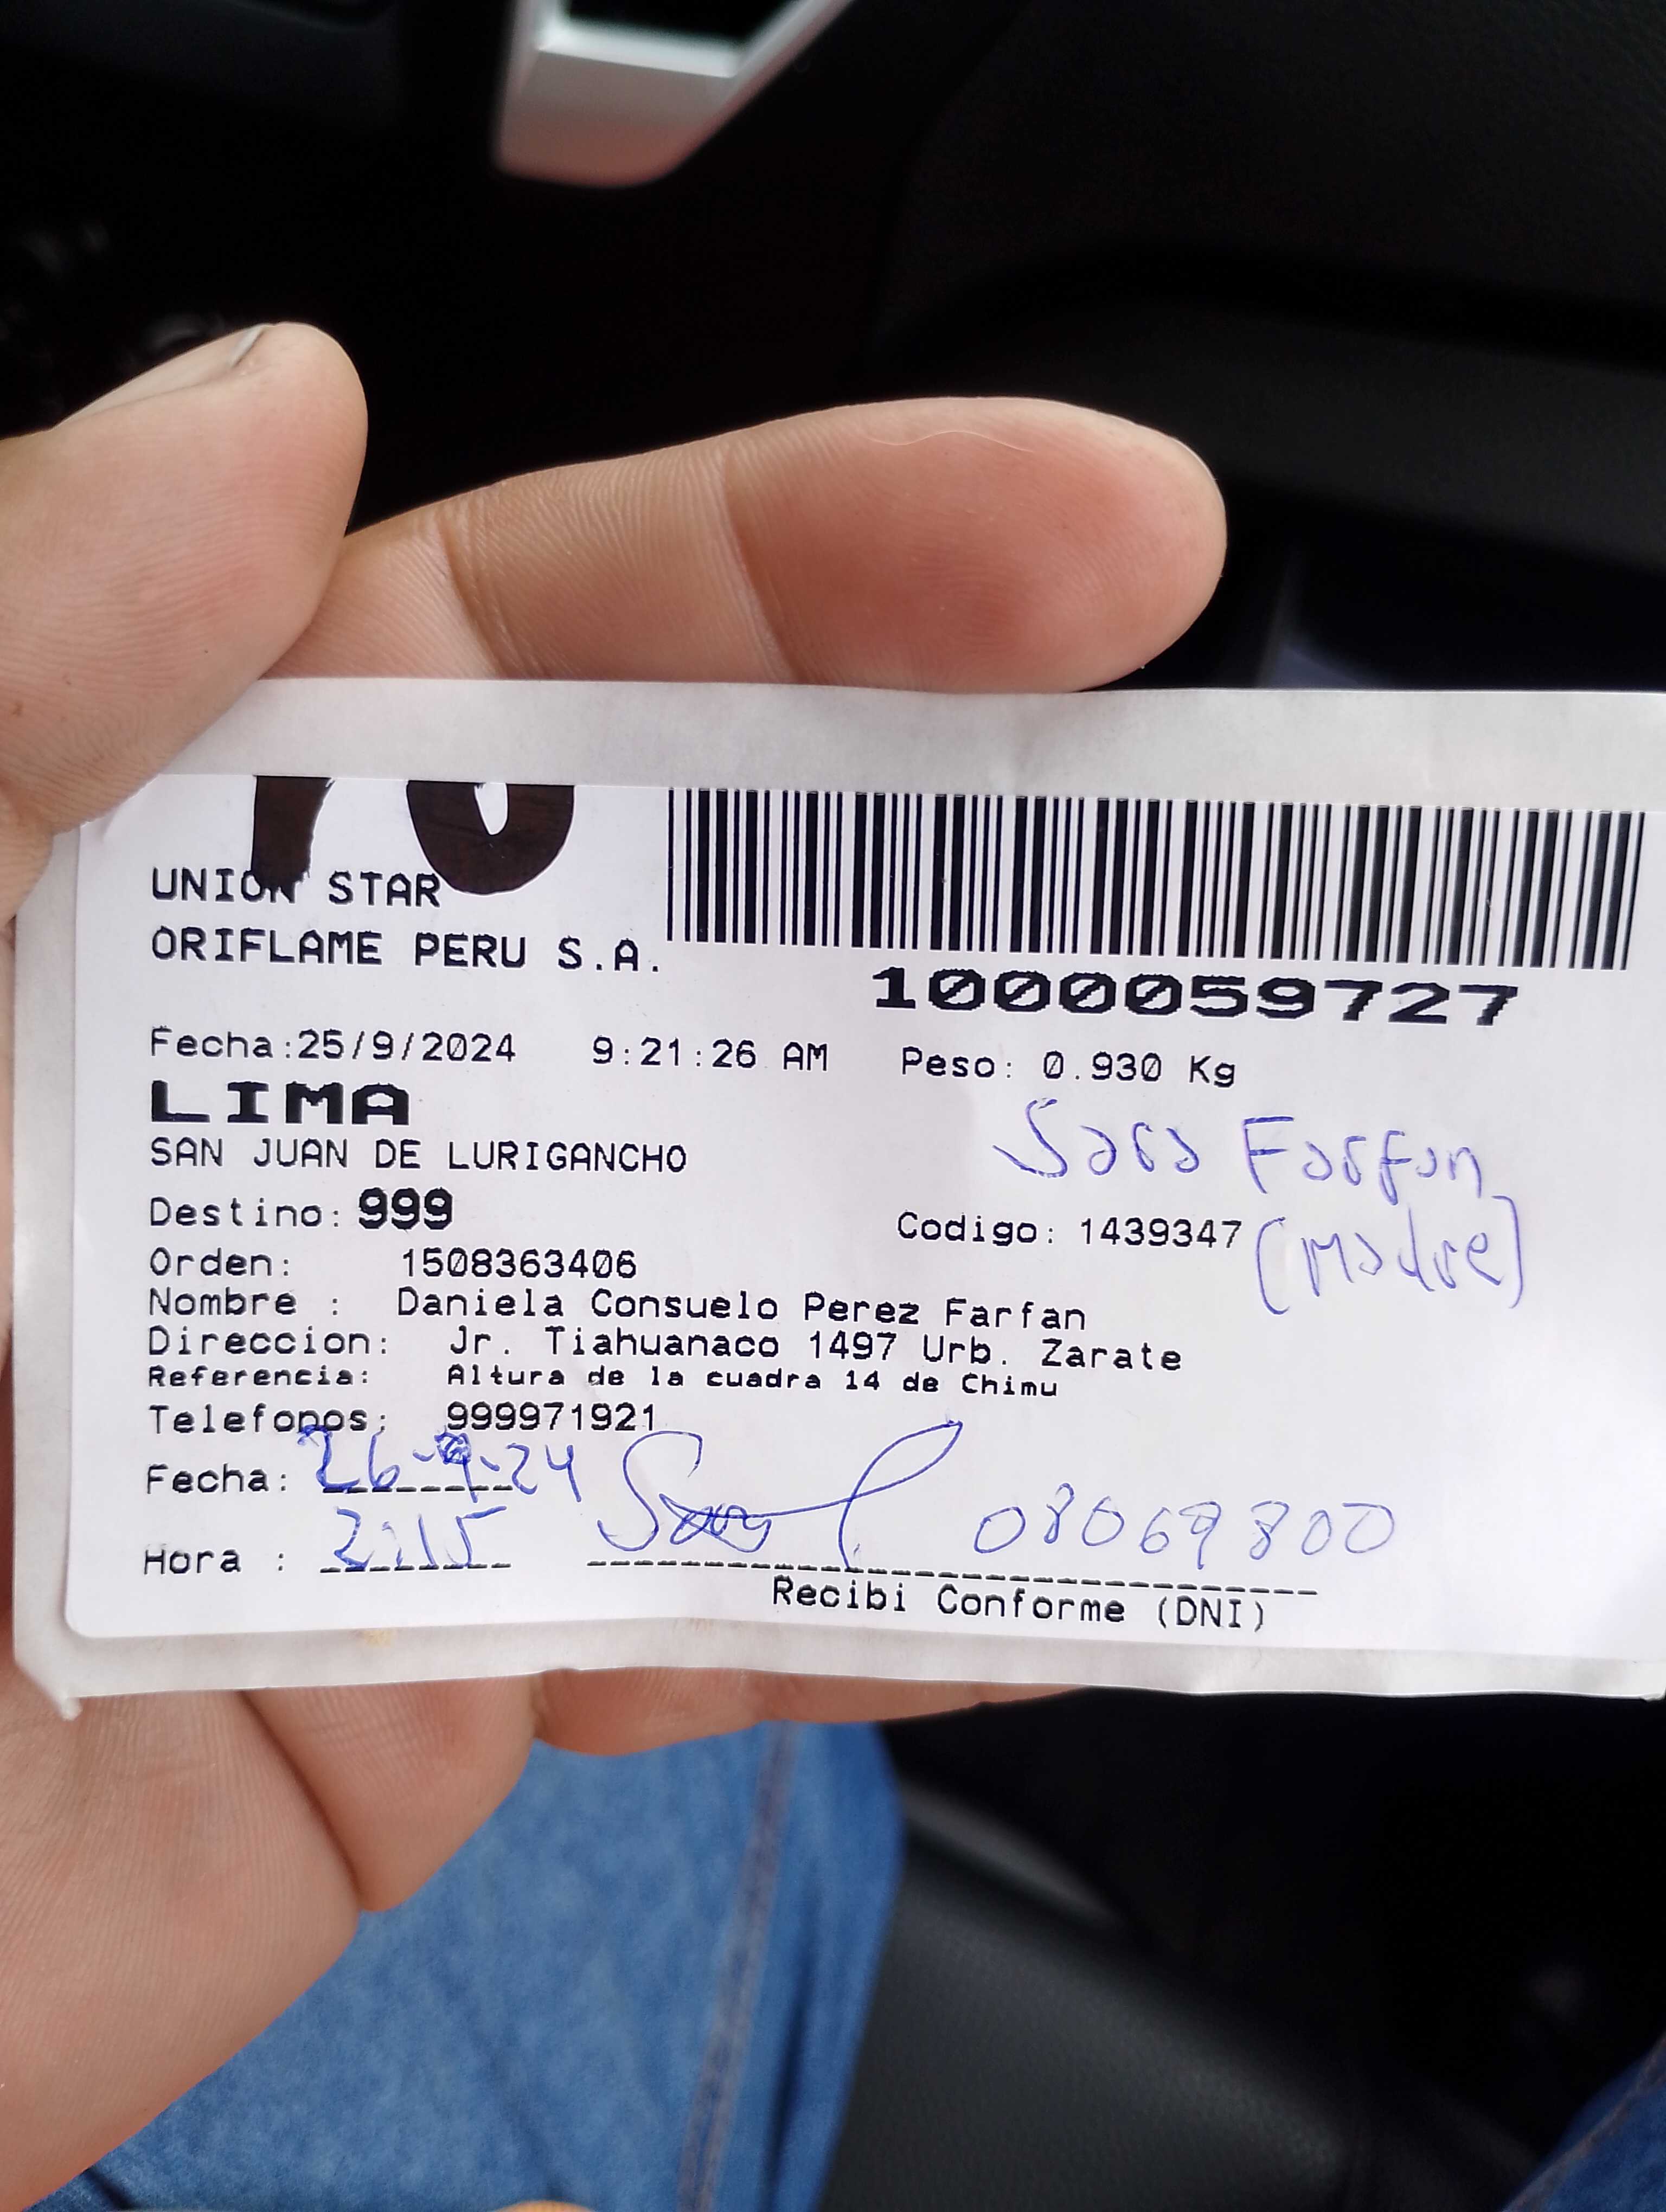 70
UNION STAR
ORIFLAME PERU S.A.
1000059727
Fecha:25/9/2024 9:21:26 AM Peso: 0.930 Kg
LIMA
Sara Farfan
SAN JUAN DE LURIGANCHO
Destino: 999
Codigo: 1439347 (Madre)
Orden: 1508363406
Nombre : Daniela Consuelo Perez Farfan
Direccion: Jr. Tiahuanaco 1497 Urb. Zarate
Referencia: Altura de la cuadra 14 de Chimu
Telefonos: 999971921
Fecha: 26-9-24
08069800
Hora : 2:15
Recibi Conforme (DNI)